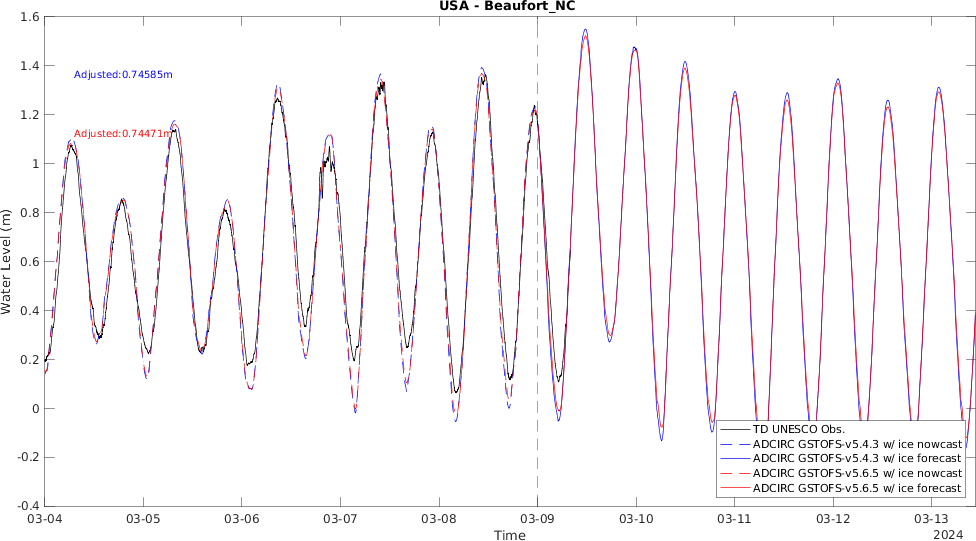 USA - Beaufort_NC
1.6
1.4
1.2
1
0.8
0.6
0.4
0.2
0
-0.2
-0.4
Water Level (m)
Adjusted:0.74585m
Adjusted:0.74471m
TD UNESCO Obs.
ADCIRC GSTOFS-v5.4.3 w/ ice nowcast
ADCIRC GSTOFS-v5.4.3 w/ ice forecast
ADCIRC GSTOFS-v5.6.5 w/ ice nowcast
ADCIRC GSTOFS-v5.6.5 w/ ice forecast
03-04 03-05 03-06 03-07 03-08 03-09 03-10 03-11 03-12 03-13
Time
2024